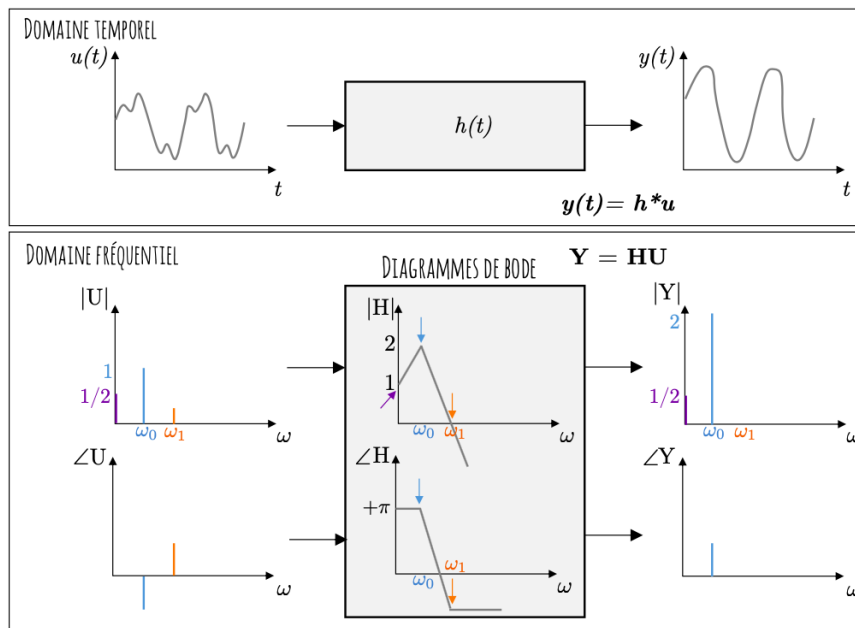 DOMAINE TEMPOREL
u(t)
y(t)
h(t)
t
t
y(t)= h*u
DOMAINE FRÉQUENTIEL
DIAGRAMMES DE BODE
Y = HU
|U|
|H|
|Y|
2
2
1
1
1/2
1/2
ω₀
ω₁
ω
ω₀
ω₁
ω
ω₀
ω₁
ω
∠U
∠H
∠Y
+π
ω₁
ω
ω₀
ω
ω